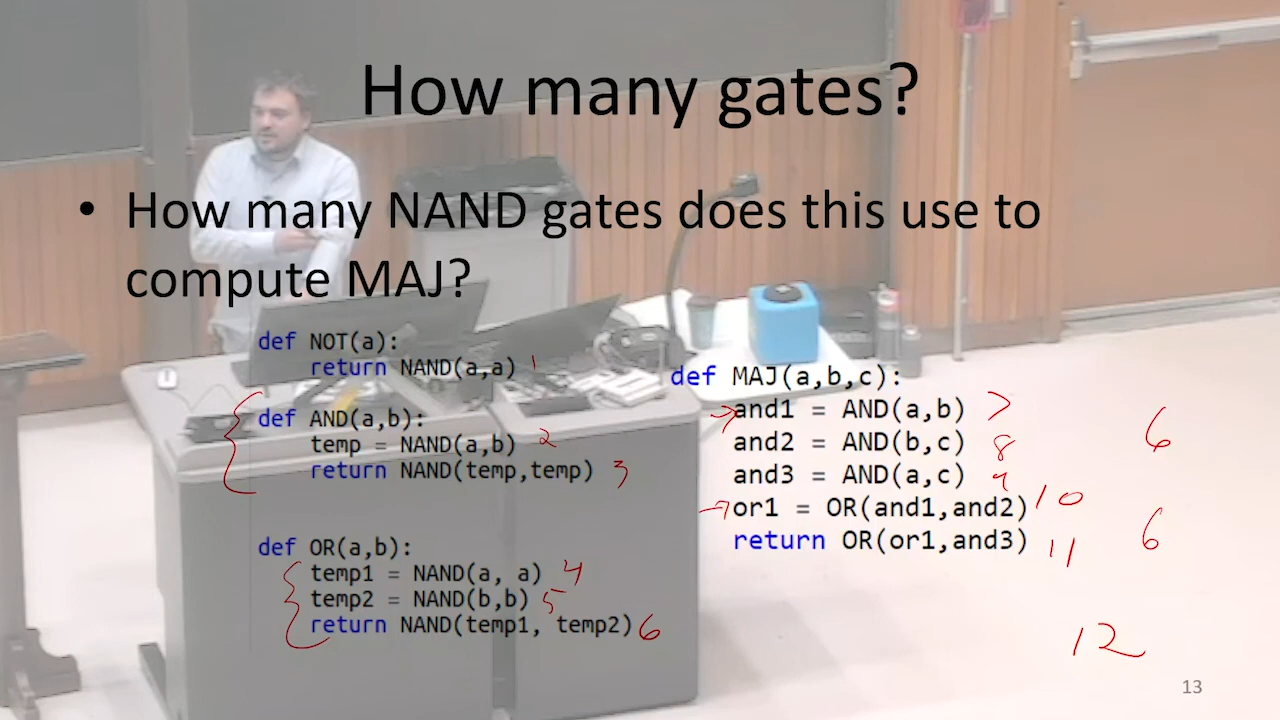 How many gates?
• How many NAND gates does this use to
compute MAJ?
def NOT(a):
return NAND(a,a) 1
def AND(a,b):
temp = NAND(a,b) 2
return NAND(temp,temp) 3
def OR(a,b):
temp1 = NAND(a, a) 4
temp2 = NAND(b,b) 5
return NAND(temp1, temp2) 6
def MAJ(a,b,c):
and1 = AND(a,b) 7
and2 = AND(b,c) 8
and3 = AND(a,c) 9
or1 = OR(and1,and2) 10
return OR(or1,and3) 11
6
6
12
13